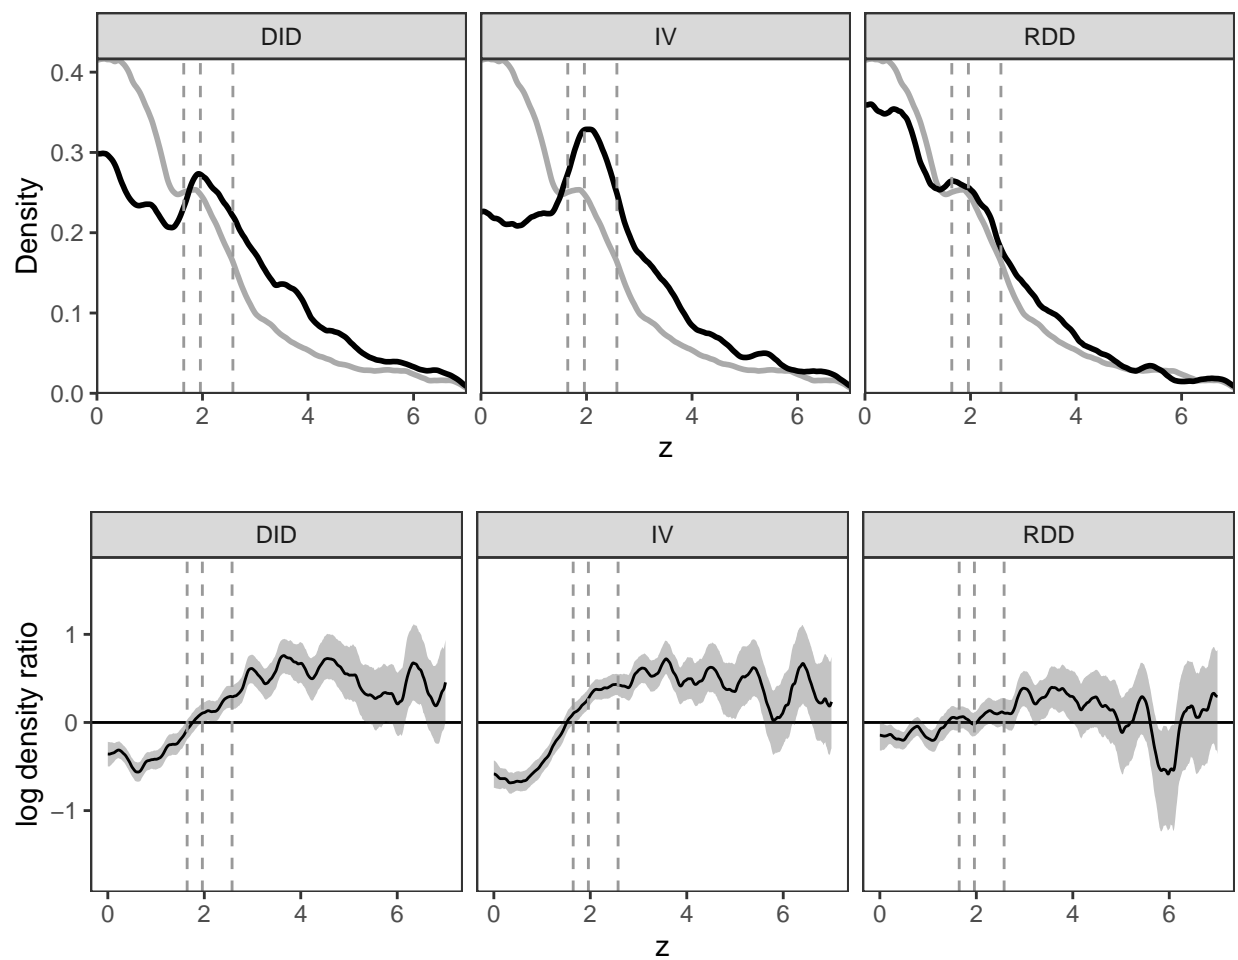 DID IV RDD
0.4
0.3
0.2
0.1
0.0
Density
0 2 4 6 0 2 4 6 0 2 4 6
z
DID IV RDD
1
0
−1
log density ratio
0 2 4 6 0 2 4 6 0 2 4 6
z